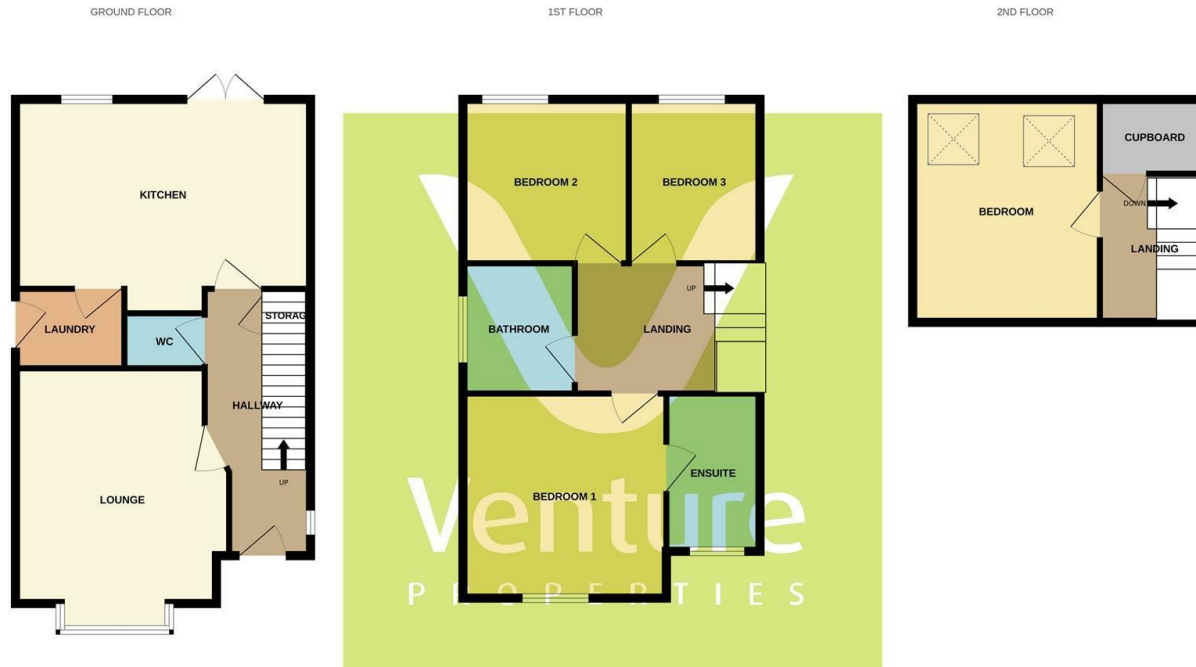 GROUND FLOOR
KITCHEN
LAUNDRY
WC
STORAG
HALLWAY
UP
LOUNGE
1ST FLOOR
BEDROOM 2
BEDROOM 3
BATHROOM
LANDING
UP
BEDROOM 1
ENSUITE
Venture
PROPERTIES
2ND FLOOR
CUPBOARD
BEDROOM
DOWN
LANDING